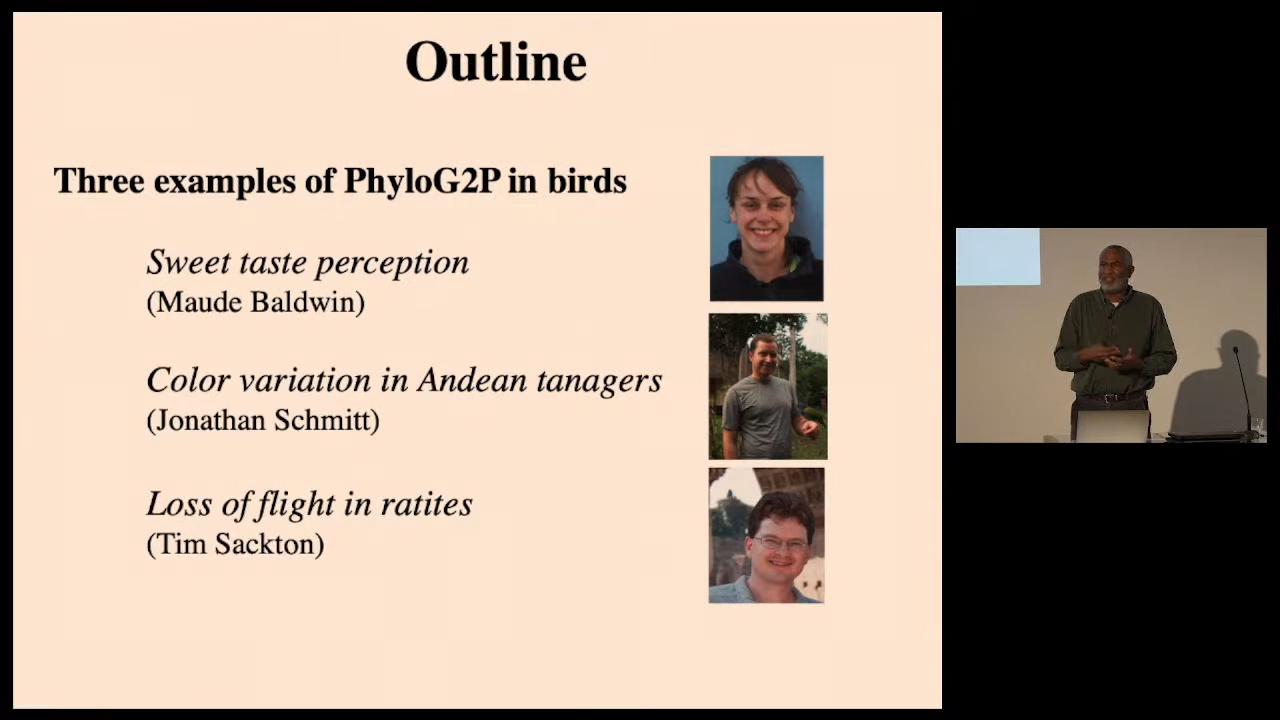 Outline
Three examples of PhyloG2P in birds
Sweet taste perception
(Maude Baldwin)
Color variation in Andean tanagers
(Jonathan Schmitt)
Loss of flight in ratites
(Tim Sackton)